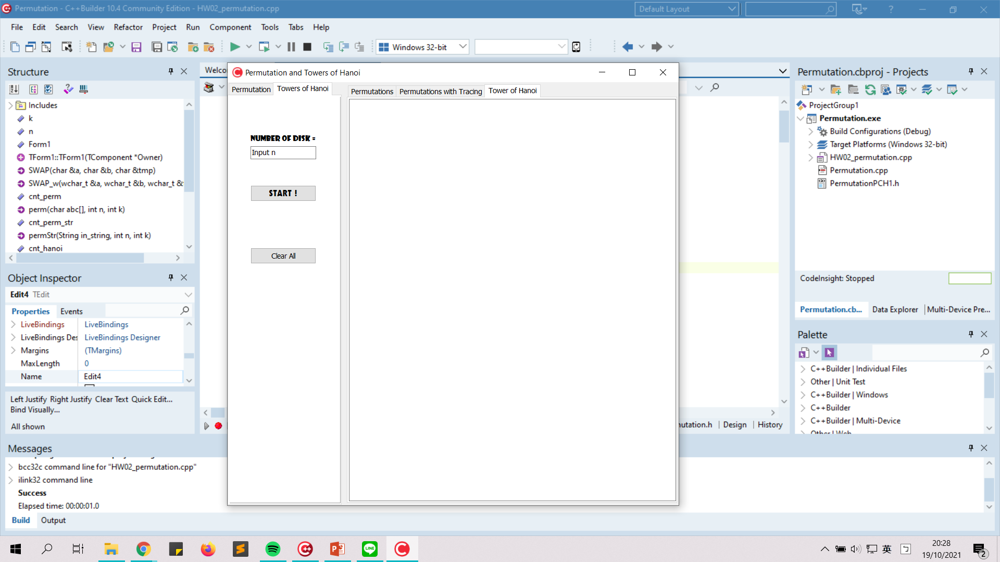 Permutation - C++Builder 10.4 Community Edition - HW02_permutation.cpp
Default Layout
File Edit Search View Refactor Project Run Component Tools Tabs Help
Windows 32-bit
Structure
Includes
k
n
Form1
TForm1::TForm1(TComponent *Owner)
SWAP(char &a, char &b, char &tmp)
SWAP_w(wchar_t &a, wchar_t &b, wchar_t &
cnt_perm
perm(char abc[], int n, int k)
cnt_perm_str
permStr(String in_string, int n, int k)
cnt_hanoi
Object Inspector
Edit4 TEdit
Properties Events
LiveBindings LiveBindings
LiveBindings Des LiveBindings Designer
Margins (TMargins)
MaxLength 0
Name Edit4
Left Justify Right Justify Clear Text Quick Edit...
Bind Visually...
All shown
Welco
Permutation and Towers of Hanoi
Permutation Towers of Hanoi
Permutations Permutations with Tracing Tower of Hanoi
NUMBER OF DISK =
Input n
START !
Clear All
utation.h Design History
Permutation.cbproj - Projects
ProjectGroup1
Permutation.exe
Build Configurations (Debug)
Target Platforms (Windows 32-bit)
HW02_permutation.cpp
Permutation.cpp
PermutationPCH1.h
CodeInsight: Stopped
Permutation.cb... Data Explorer Multi-Device Pre...
Palette
C++Builder | Individual Files
Other | Unit Test
C++Builder | Windows
C++Builder
C++Builder | Multi-Device
Other | Web
Messages
bcc32c command line for "HW02_permutation.cpp"
ilink32 command line
Success
Elapsed time: 00:00:01.0
Build Output
英
20:28
19/10/2021
2